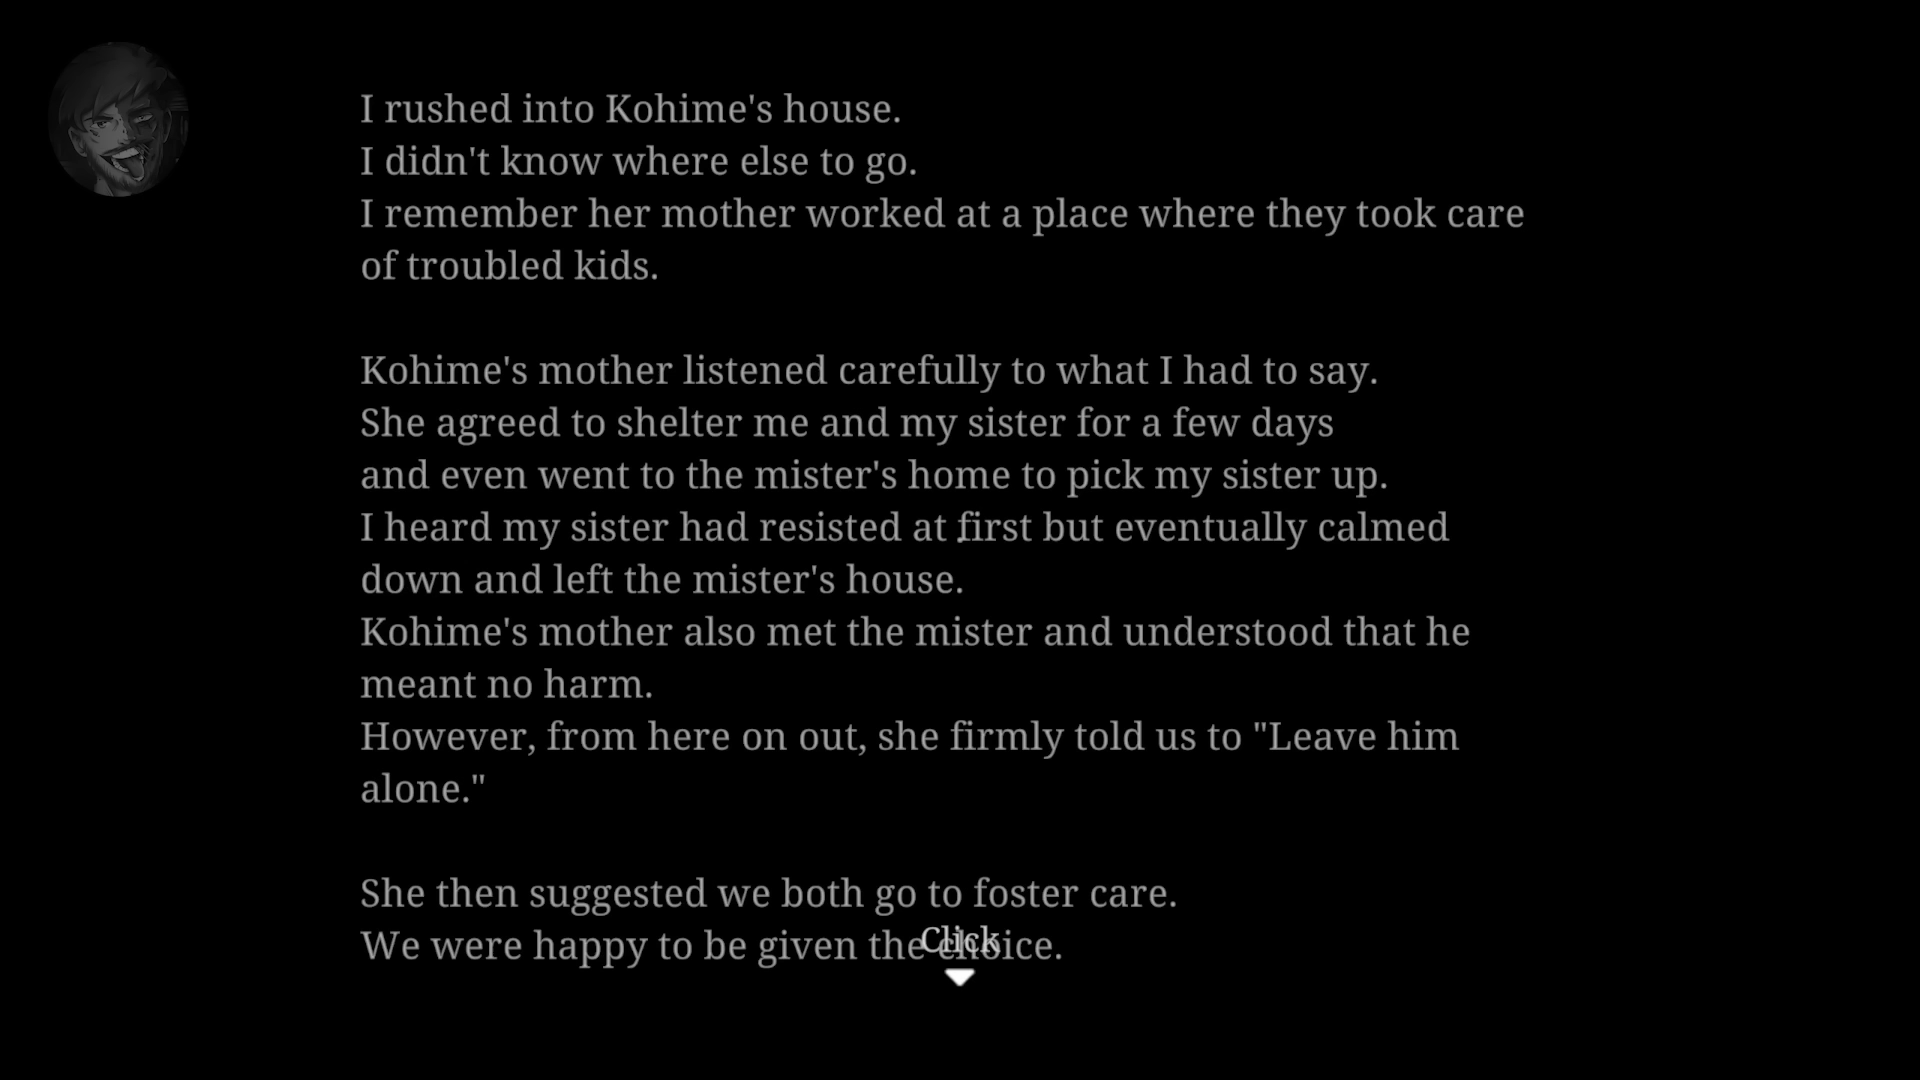 I rushed into Kohime's house.
I didn't know where else to go.
I remember her mother worked at a place where they took care
of troubled kids.
Kohime's mother listened carefully to what I had to say.
She agreed to shelter me and my sister for a few days
and even went to the mister's home to pick my sister up.
I heard my sister had resisted at first but eventually calmed
down and left the mister's house.
Kohime's mother also met the mister and understood that he
meant no harm.
However, from here on out, she firmly told us to "Leave him
alone."
She then suggested we both go to foster care.
We were happy to be given the choice.
Click